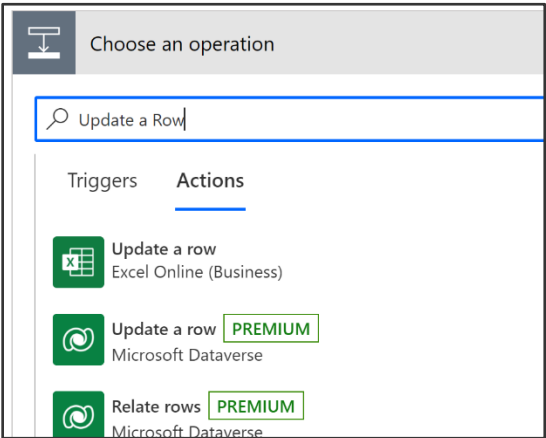 Choose an operation
Update a Row
Triggers Actions
Update a row
Excel Online (Business)
Update a row PREMIUM
Microsoft Dataverse
Relate rows PREMIUM
Microsoft Dataverse